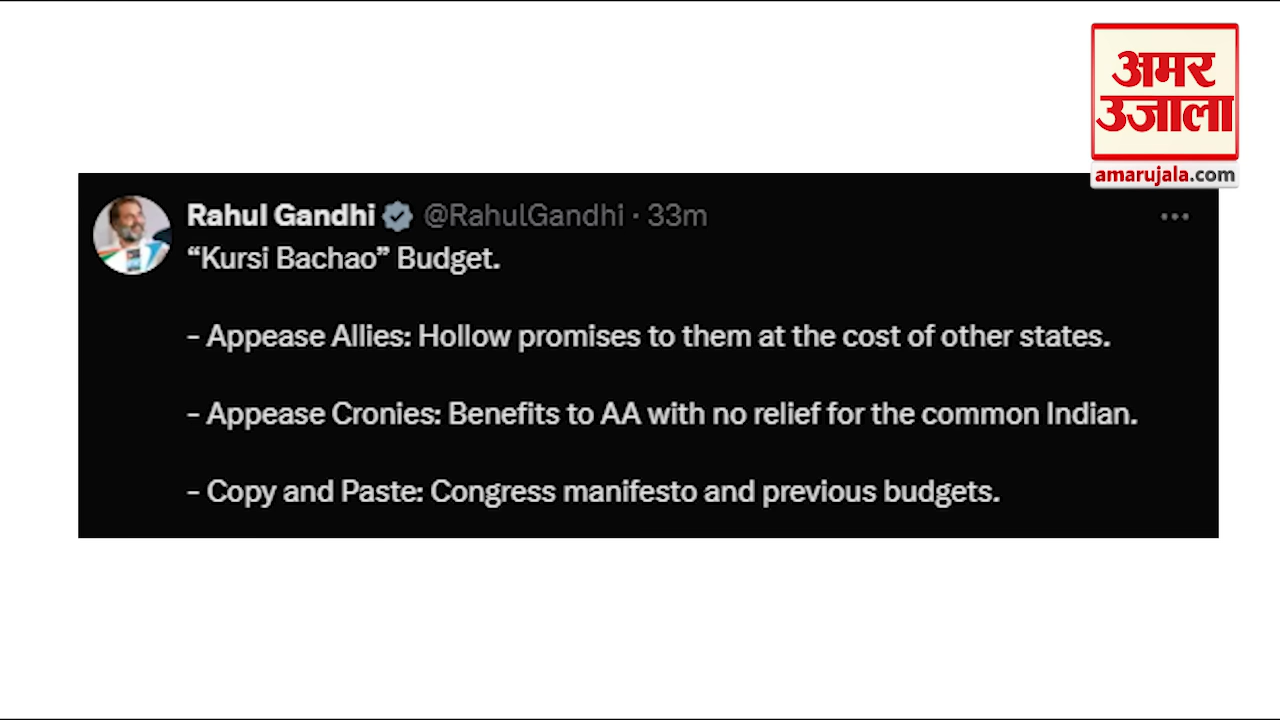 अमर
उजाला
amarujala.com
Rahul Gandhi @RahulGandhi · 33m
“Kursi Bachao” Budget.
- Appease Allies: Hollow promises to them at the cost of other states.
- Appease Cronies: Benefits to AA with no relief for the common Indian.
- Copy and Paste: Congress manifesto and previous budgets.